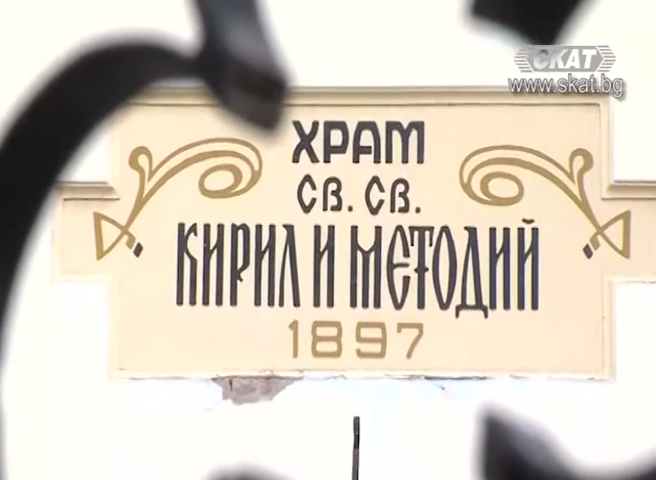 СКАТ
www.skat.bg
ХРАМ
СВ. СВ.
КИРИЛ И МЕТОДИЙ
1897